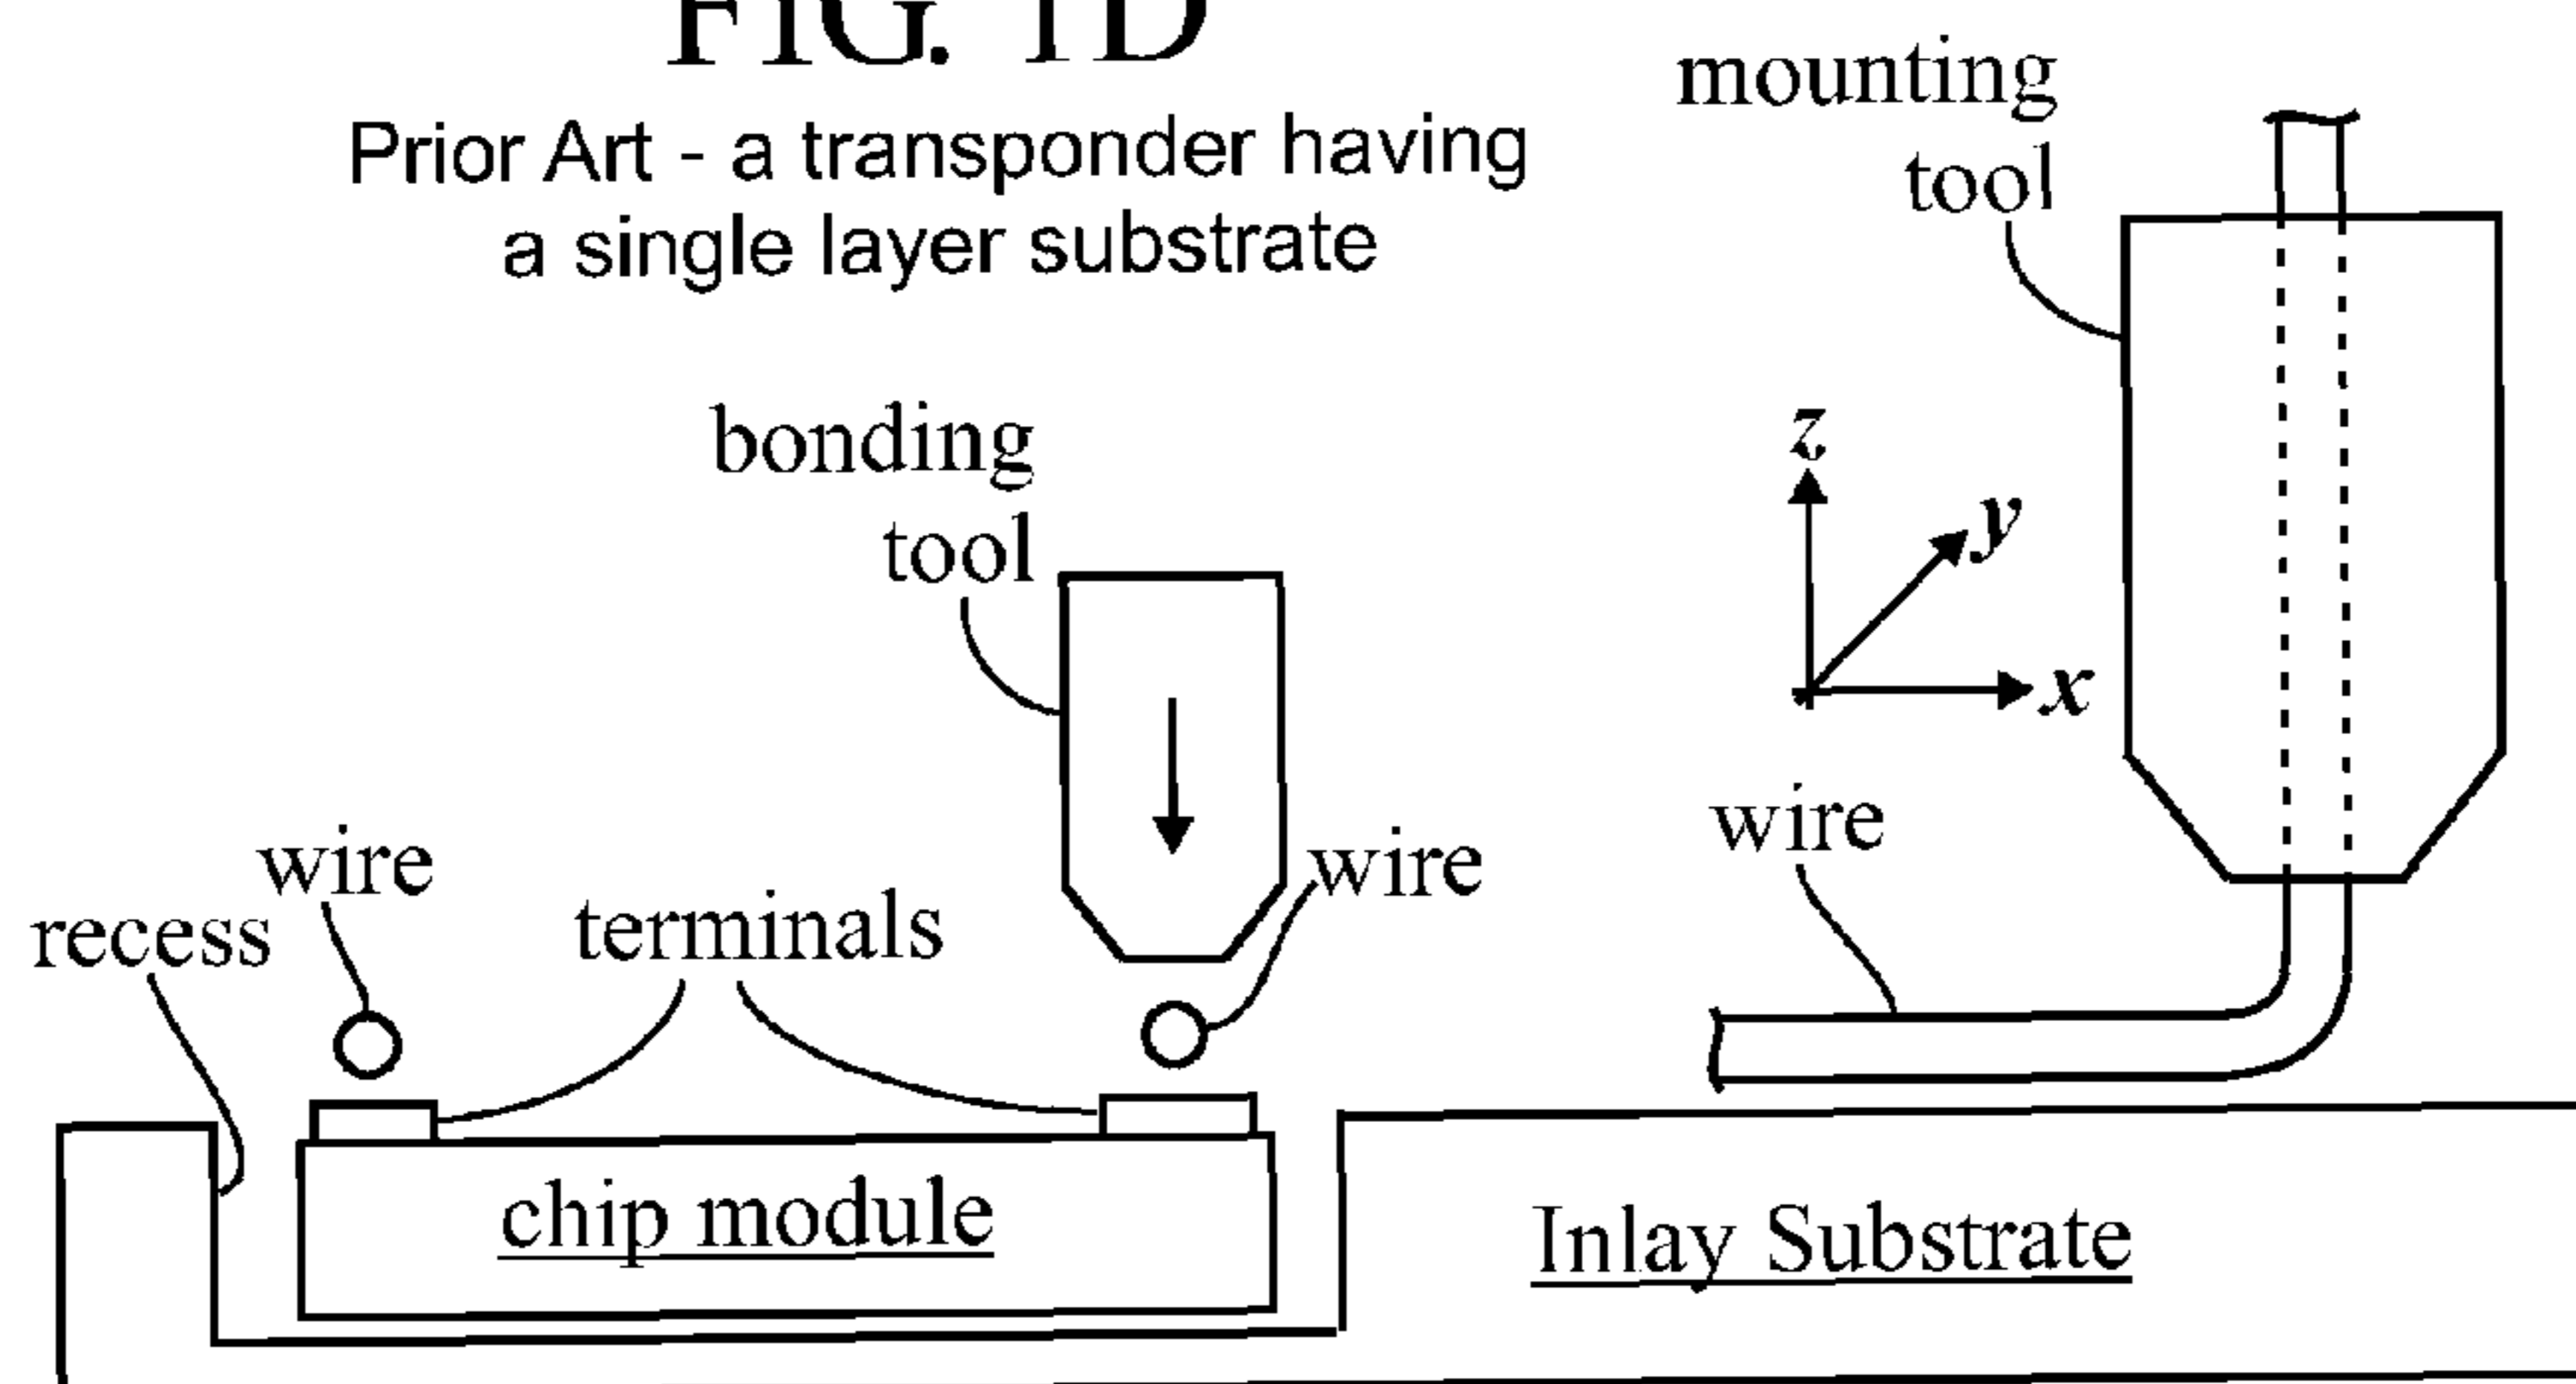 FIG. 1D
Prior Art - a transponder having
a single layer substrate
mounting
tool
bonding
tool
z
y
x
wire
wire
wire
recess
terminals
chip module
Inlay Substrate